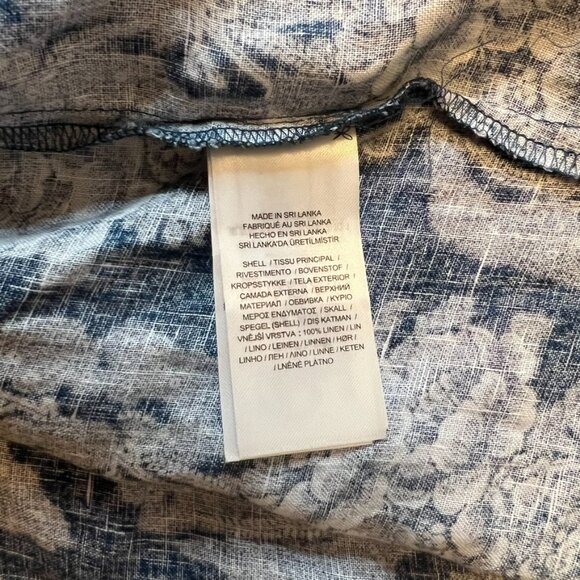 MADE IN SRI LANKA
FABRIQUÉ AU SRI LANKA
HECHO EN SRI LANKA
SRİ LANKA'DA ÜRETİLMİŞTİR
SHELL / TISSU PRINCIPAL /
RIVESTIMENTO / BOVENSTOF /
KROPSSTYKKE / TELA EXTERIOR /
CAMADA EXTERNA / ВЕРХНИЙ
МАТЕРИАЛ / ОБВИВКА / ΚΥΡΙΟ
ΜΕΡΟΣ ΕΝΔΥΜΑΤΟΣ / SKALL /
SPEGEL (SHELL) / DIŞ KATMAN /
VNĚJŠÍ VRSTVA : 100% LINEN / LIN
/ LINO / LEINEN / LINNEN / HØR /
LINHO / ЛЕН / ΛΙΝΟ / LINNE / KETEN
/ LNĚNÉ PLÁTNO